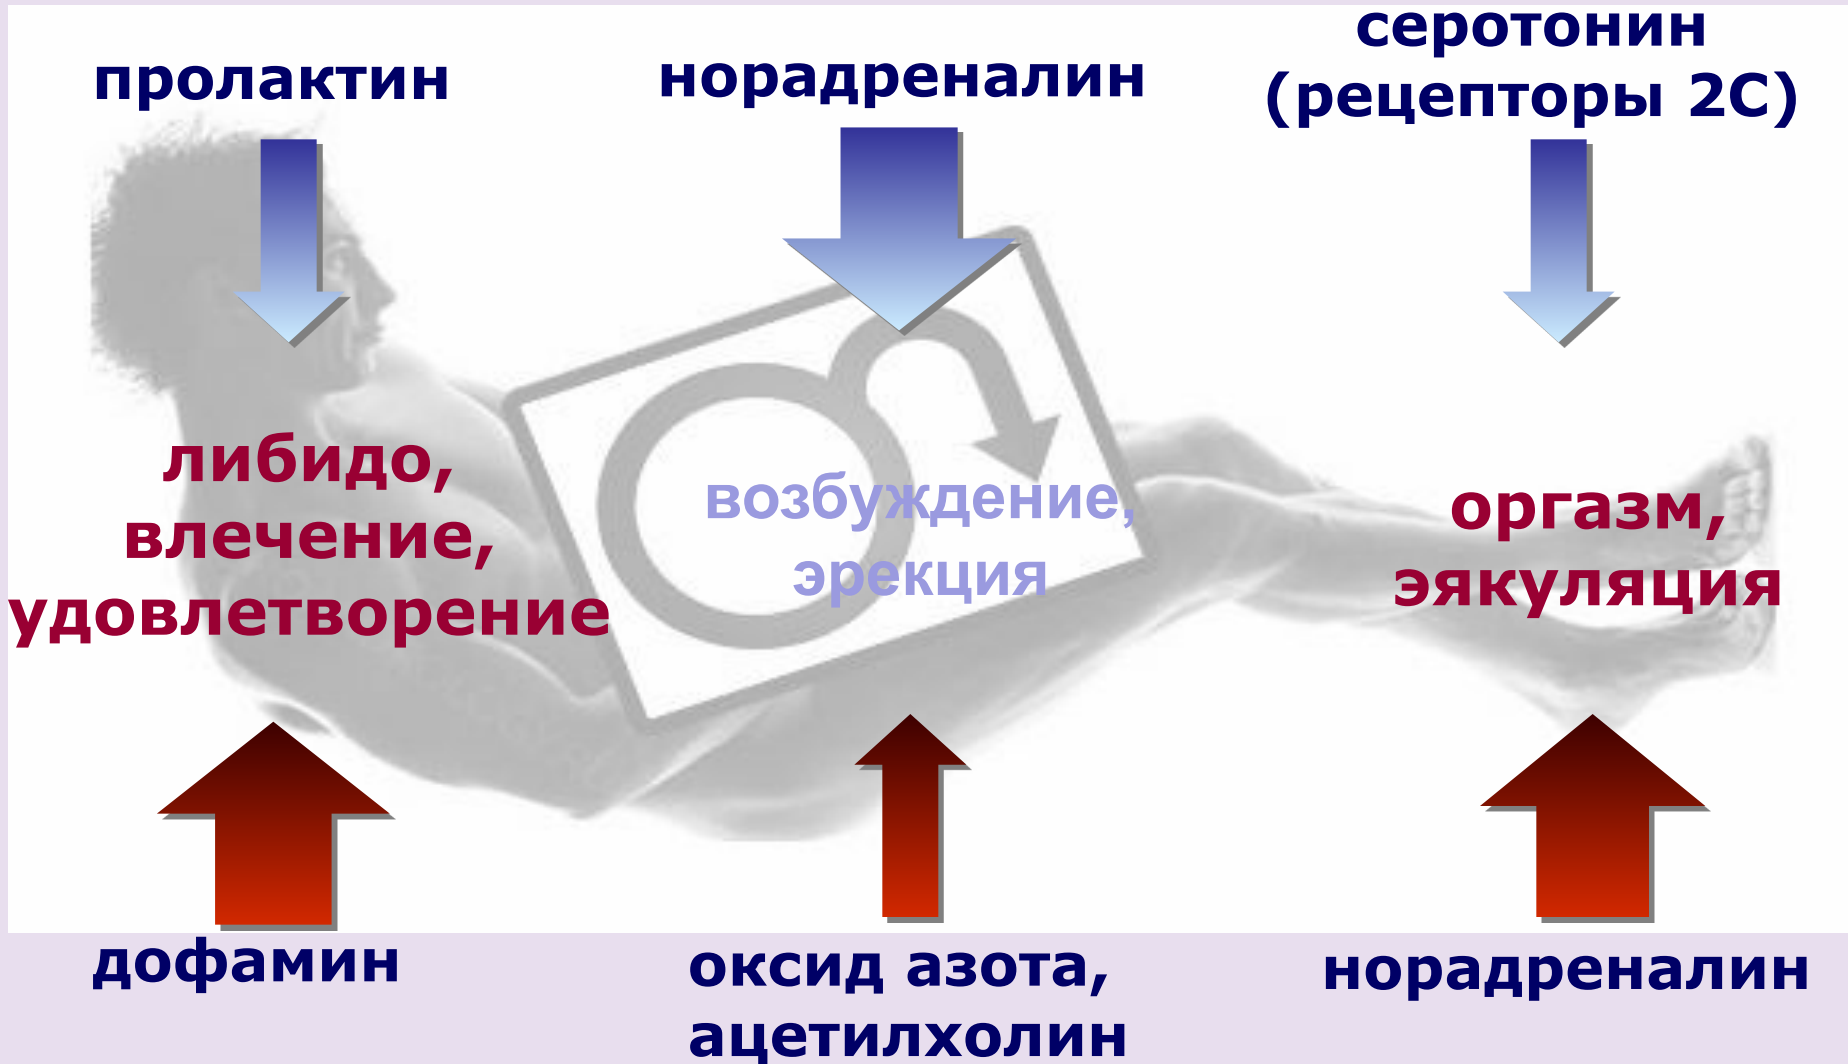 пролактин
норадреналин
серотонин
(рецепторы 2С)
либидо,
влечение,
удовлетворение
возбуждение,
эрекция
оргазм,
эякуляция
дофамин
оксид азота,
ацетилхолин
норадреналин